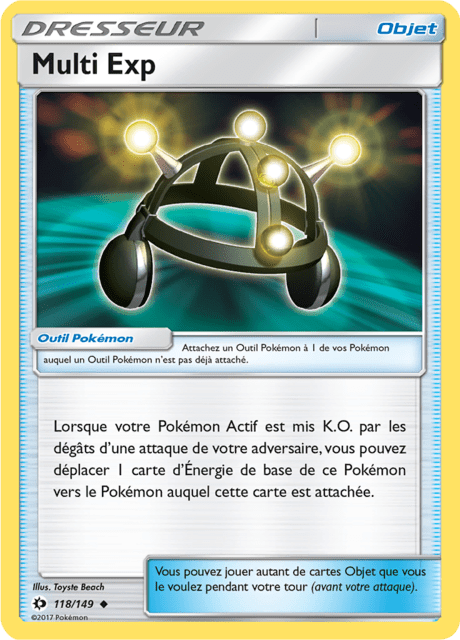 DRESSEUR
Objet
Multi Exp
Outil Pokémon
Attachez un Outil Pokémon à 1 de vos Pokémon
auquel un Outil Pokémon n'est pas déjà attaché.
Lorsque votre Pokémon Actif est mis K.O. par les
dégâts d'une attaque de votre adversaire, vous pouvez
déplacer 1 carte d'Énergie de base de ce Pokémon
vers le Pokémon auquel cette carte est attachée.
Vous pouvez jouer autant de cartes Objet que vous
le voulez pendant votre tour (avant votre attaque).
Illus. Toyste Beach
118/149
©2017 Pokémon